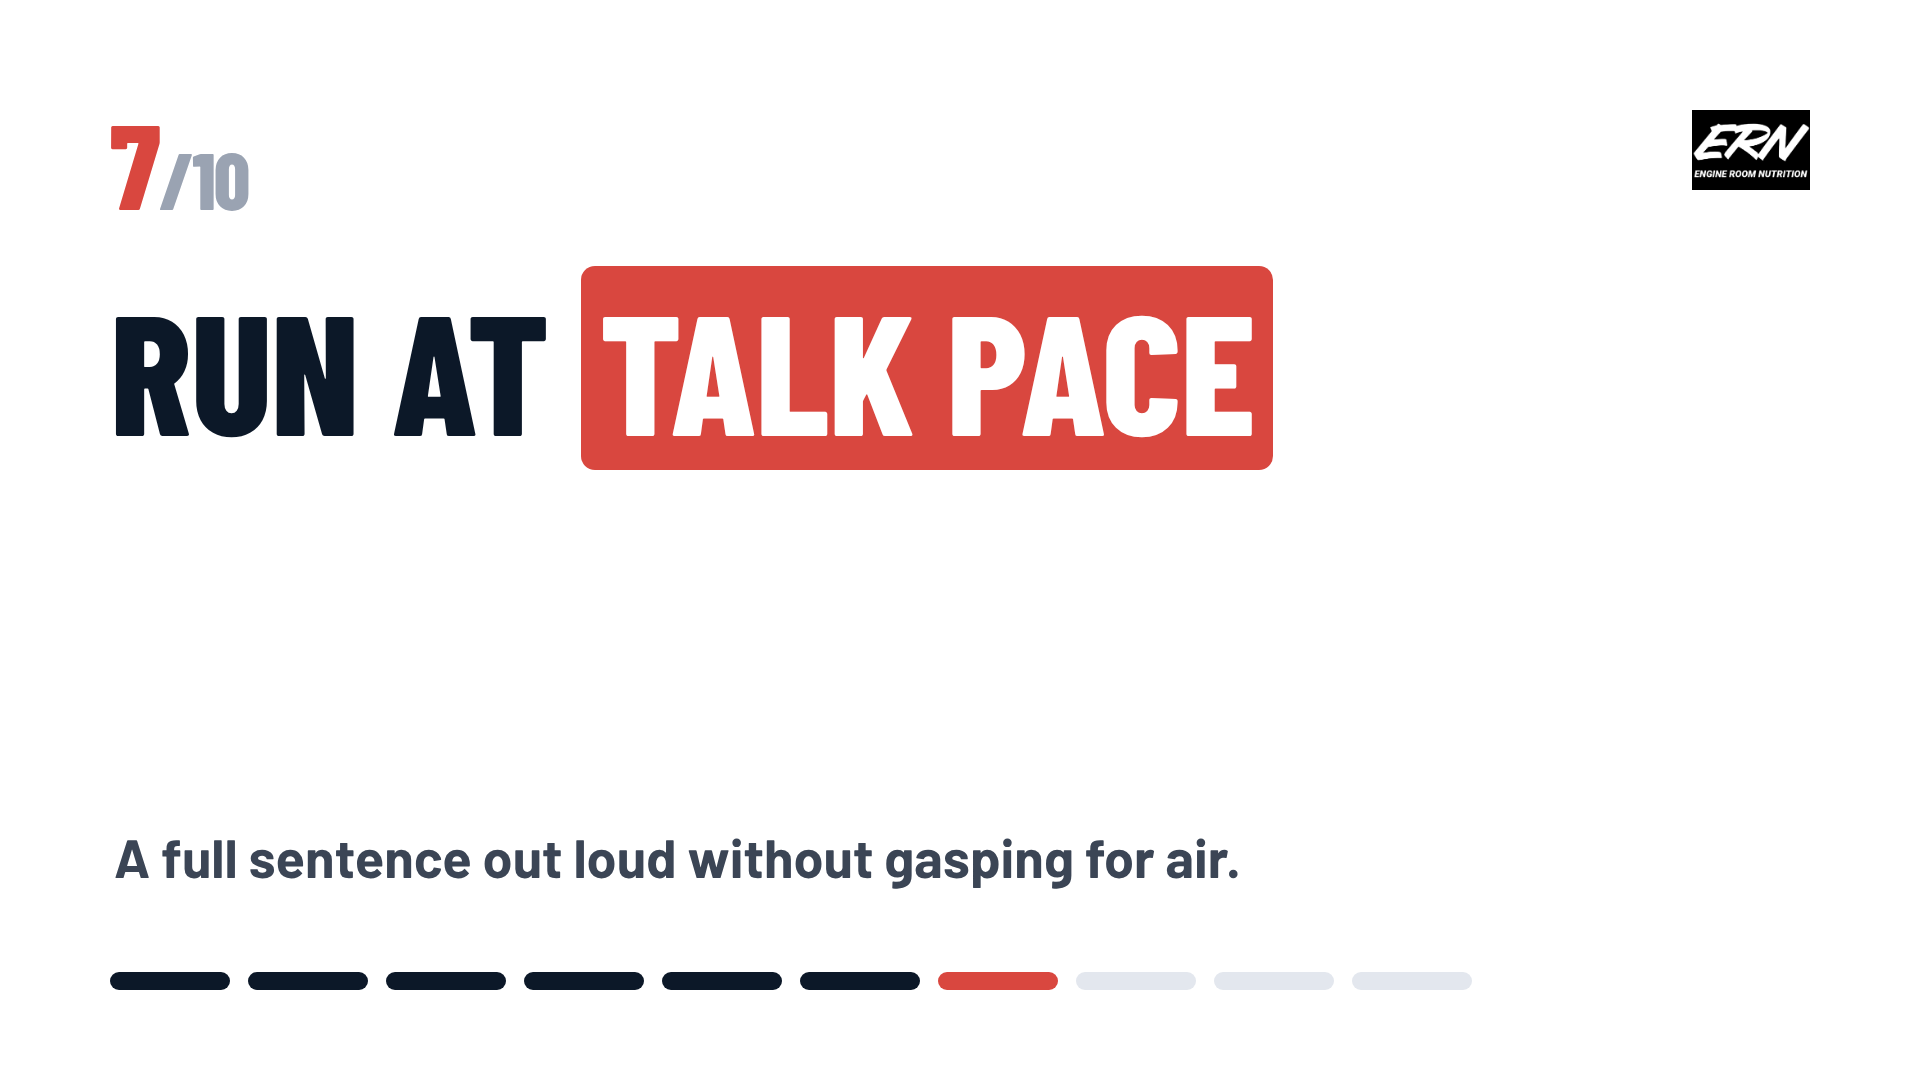 7/10
ERN
ENGINE ROOM NUTRITION
RUN AT TALK PACE
A full sentence out loud without gasping for air.